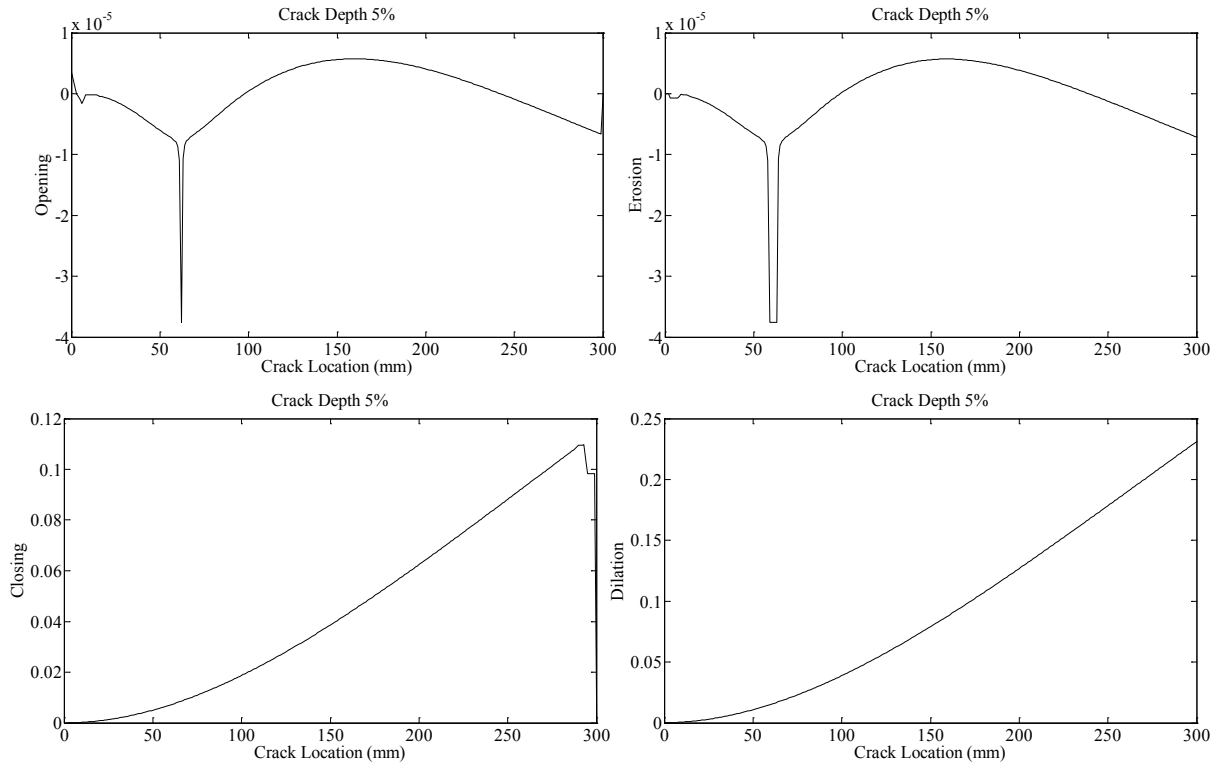 Crack Depth 5%
x 10-5
1
0
-1
-2
-3
-4
Opening
0 50 100 150 200 250 300
Crack Location (mm)
Crack Depth 5%
x 10-5
1
0
-1
-2
-3
-4
Erosion
0 50 100 150 200 250 300
Crack Location (mm)
Crack Depth 5%
0.12
0.1
0.08
0.06
0.04
0.02
0
Closing
0 50 100 150 200 250 300
Crack Location (mm)
Crack Depth 5%
0.25
0.2
0.15
0.1
0.05
0
Dilation
0 50 100 150 200 250 300
Crack Location (mm)